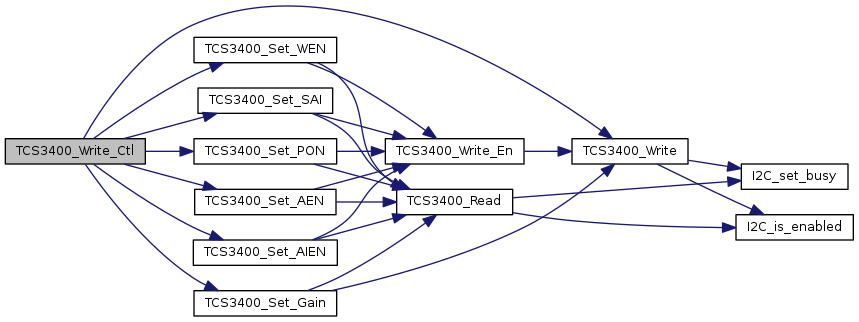 TCS3400_Write_Ctl
TCS3400_Set_WEN
TCS3400_Set_SAI
TCS3400_Set_PON
TCS3400_Set_AEN
TCS3400_Set_AIEN
TCS3400_Set_Gain
TCS3400_Write_En
TCS3400_Read
TCS3400_Write
I2C_set_busy
I2C_is_enabled